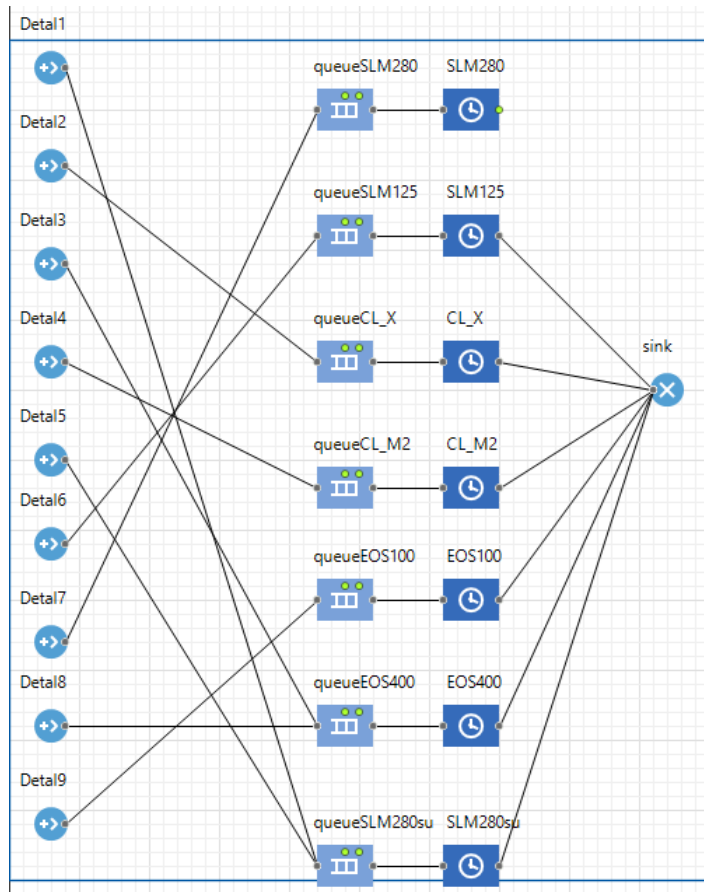 Detal1
queueSLM280 SLM280
Detal2
queueSLM125 SLM125
Detal3
queueCL_X CL_X
Detal4
sink
Detal5
queueCL_M2 CL_M2
Detal6
queueEOS100 EOS100
Detal7
Detal8
queueEOS400 EOS400
Detal9
queueSLM280su SLM280su